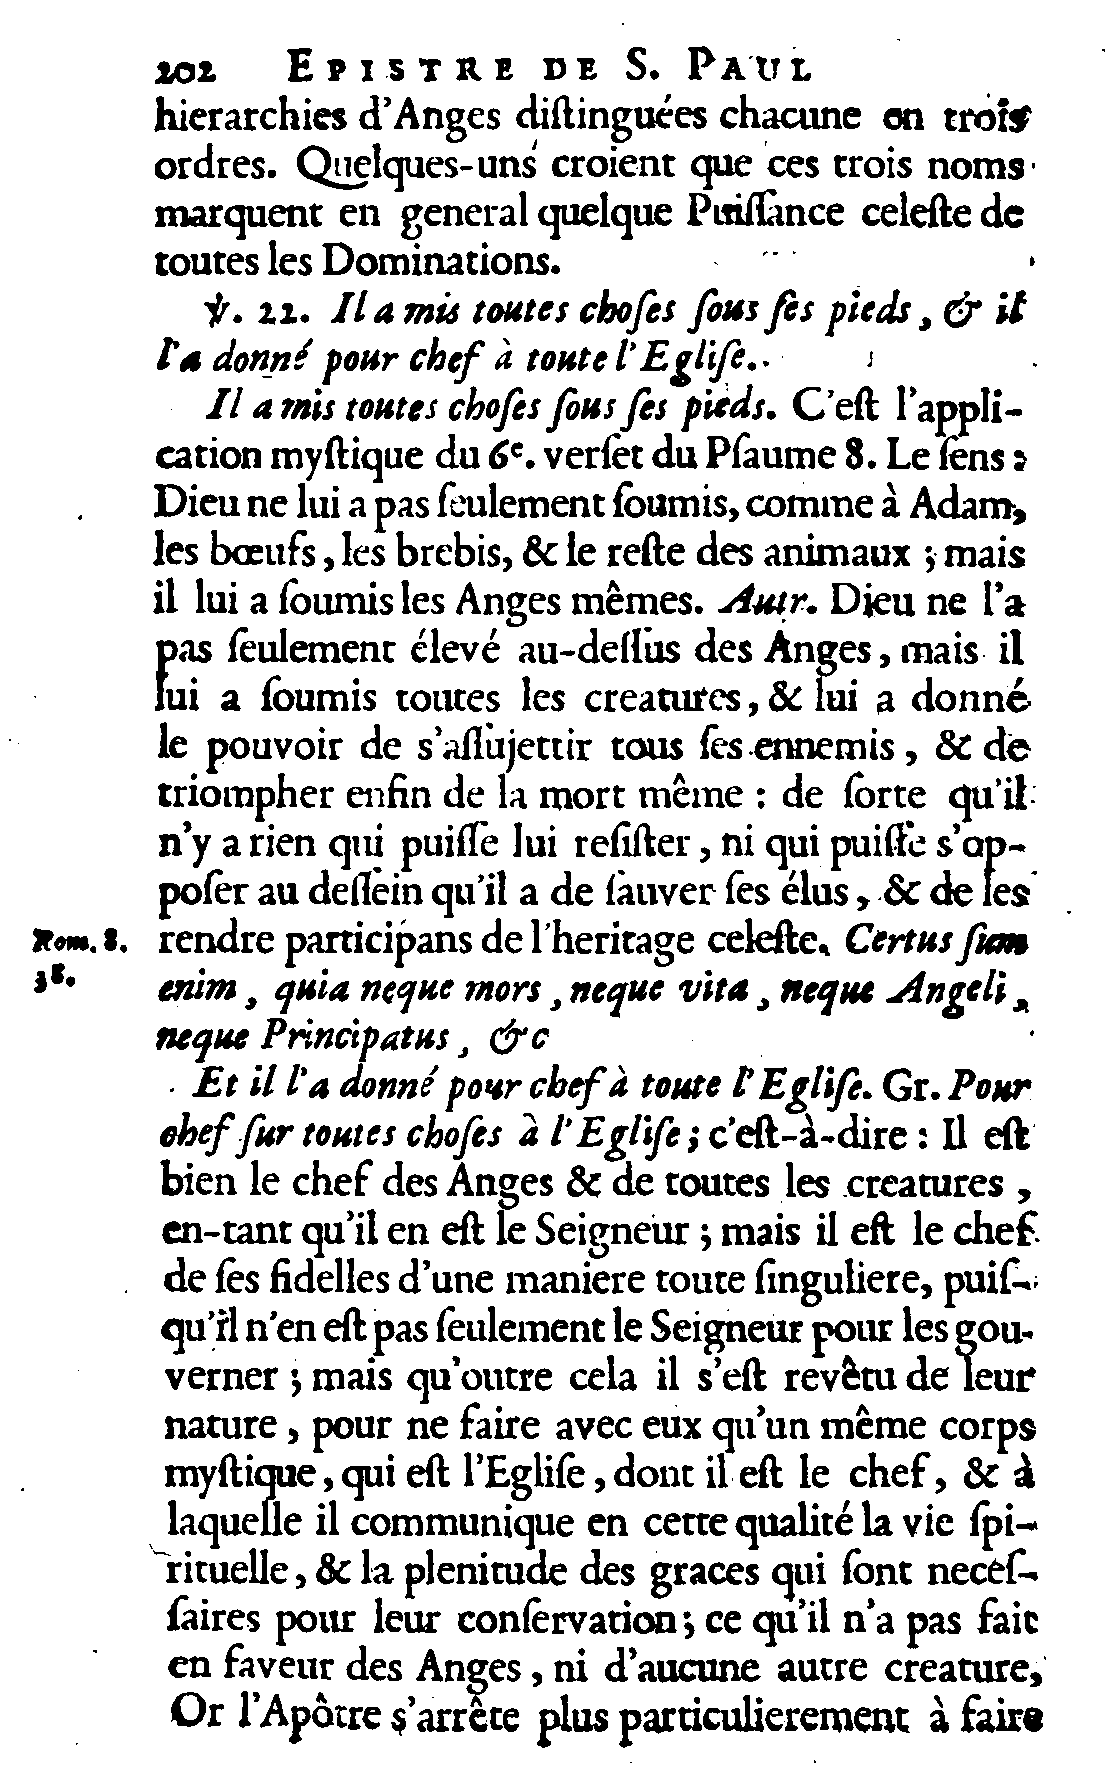 202 EPISTRE DE S. PAUL
hierarchies d'Anges diſtinguées chacune en trois
ordres. Quelques-uns croient que ces trois noms
marquent en general quelque Puiſſance celeſte de
toutes les Dominations.
℣. 22. Il a mis toutes choſes ſous ſes pieds, & il
l'a donné pour chef à toute l'Egliſe.
Il a mis toutes choſes ſous ſes pieds. C'eſt l'appli-
cation myſtique du 6e. verſet du Pſaume 8. Le ſens:
Dieu ne lui a pas ſeulement ſoumis, comme à Adam,
les bœufs, les brebis, & le reſte des animaux; mais
il lui a ſoumis les Anges mêmes. Autr. Dieu ne l'a
pas ſeulement élevé au-deſſus des Anges, mais il
lui a ſoumis toutes les creatures, & lui a donné
le pouvoir de s'aſſujettir tous ſes ennemis, & de
triompher enfin de la mort même : de ſorte qu'il
n'y a rien qui puiſſe lui reſiſter, ni qui puiſſe s'op-
poſer au deſſein qu'il a de ſauver ſes élus, & de les
rendre participans de l'heritage celeſte. Certus ſum
Rom. 8.
38.
enim, quia neque mors, neque vita, neque Angeli,
neque Principatus, &c
Et il l'a donné pour chef à toute l'Egliſe. Gr. Pour
chef ſur toutes choſes à l'Egliſe; c'eſt-à-dire : Il eſt
bien le chef des Anges & de toutes les creatures,
en-tant qu'il en eſt le Seigneur; mais il eſt le chef
de ſes fidelles d'une maniere toute ſinguliere, puiſ-
qu'il n'en eſt pas ſeulement le Seigneur pour les gou-
verner; mais qu'outre cela il s'eſt revêtu de leur
nature, pour ne faire avec eux qu'un même corps
myſtique, qui eſt l'Egliſe, dont il eſt le chef, & à
laquelle il communique en cette qualité la vie ſpi-
rituelle, & la plenitude des graces qui ſont neceſ-
ſaires pour leur conſervation; ce qu'il n'a pas fait
en faveur des Anges, ni d'aucune autre creature,
Or l'Apôtre s'arrête plus particulierement à faire